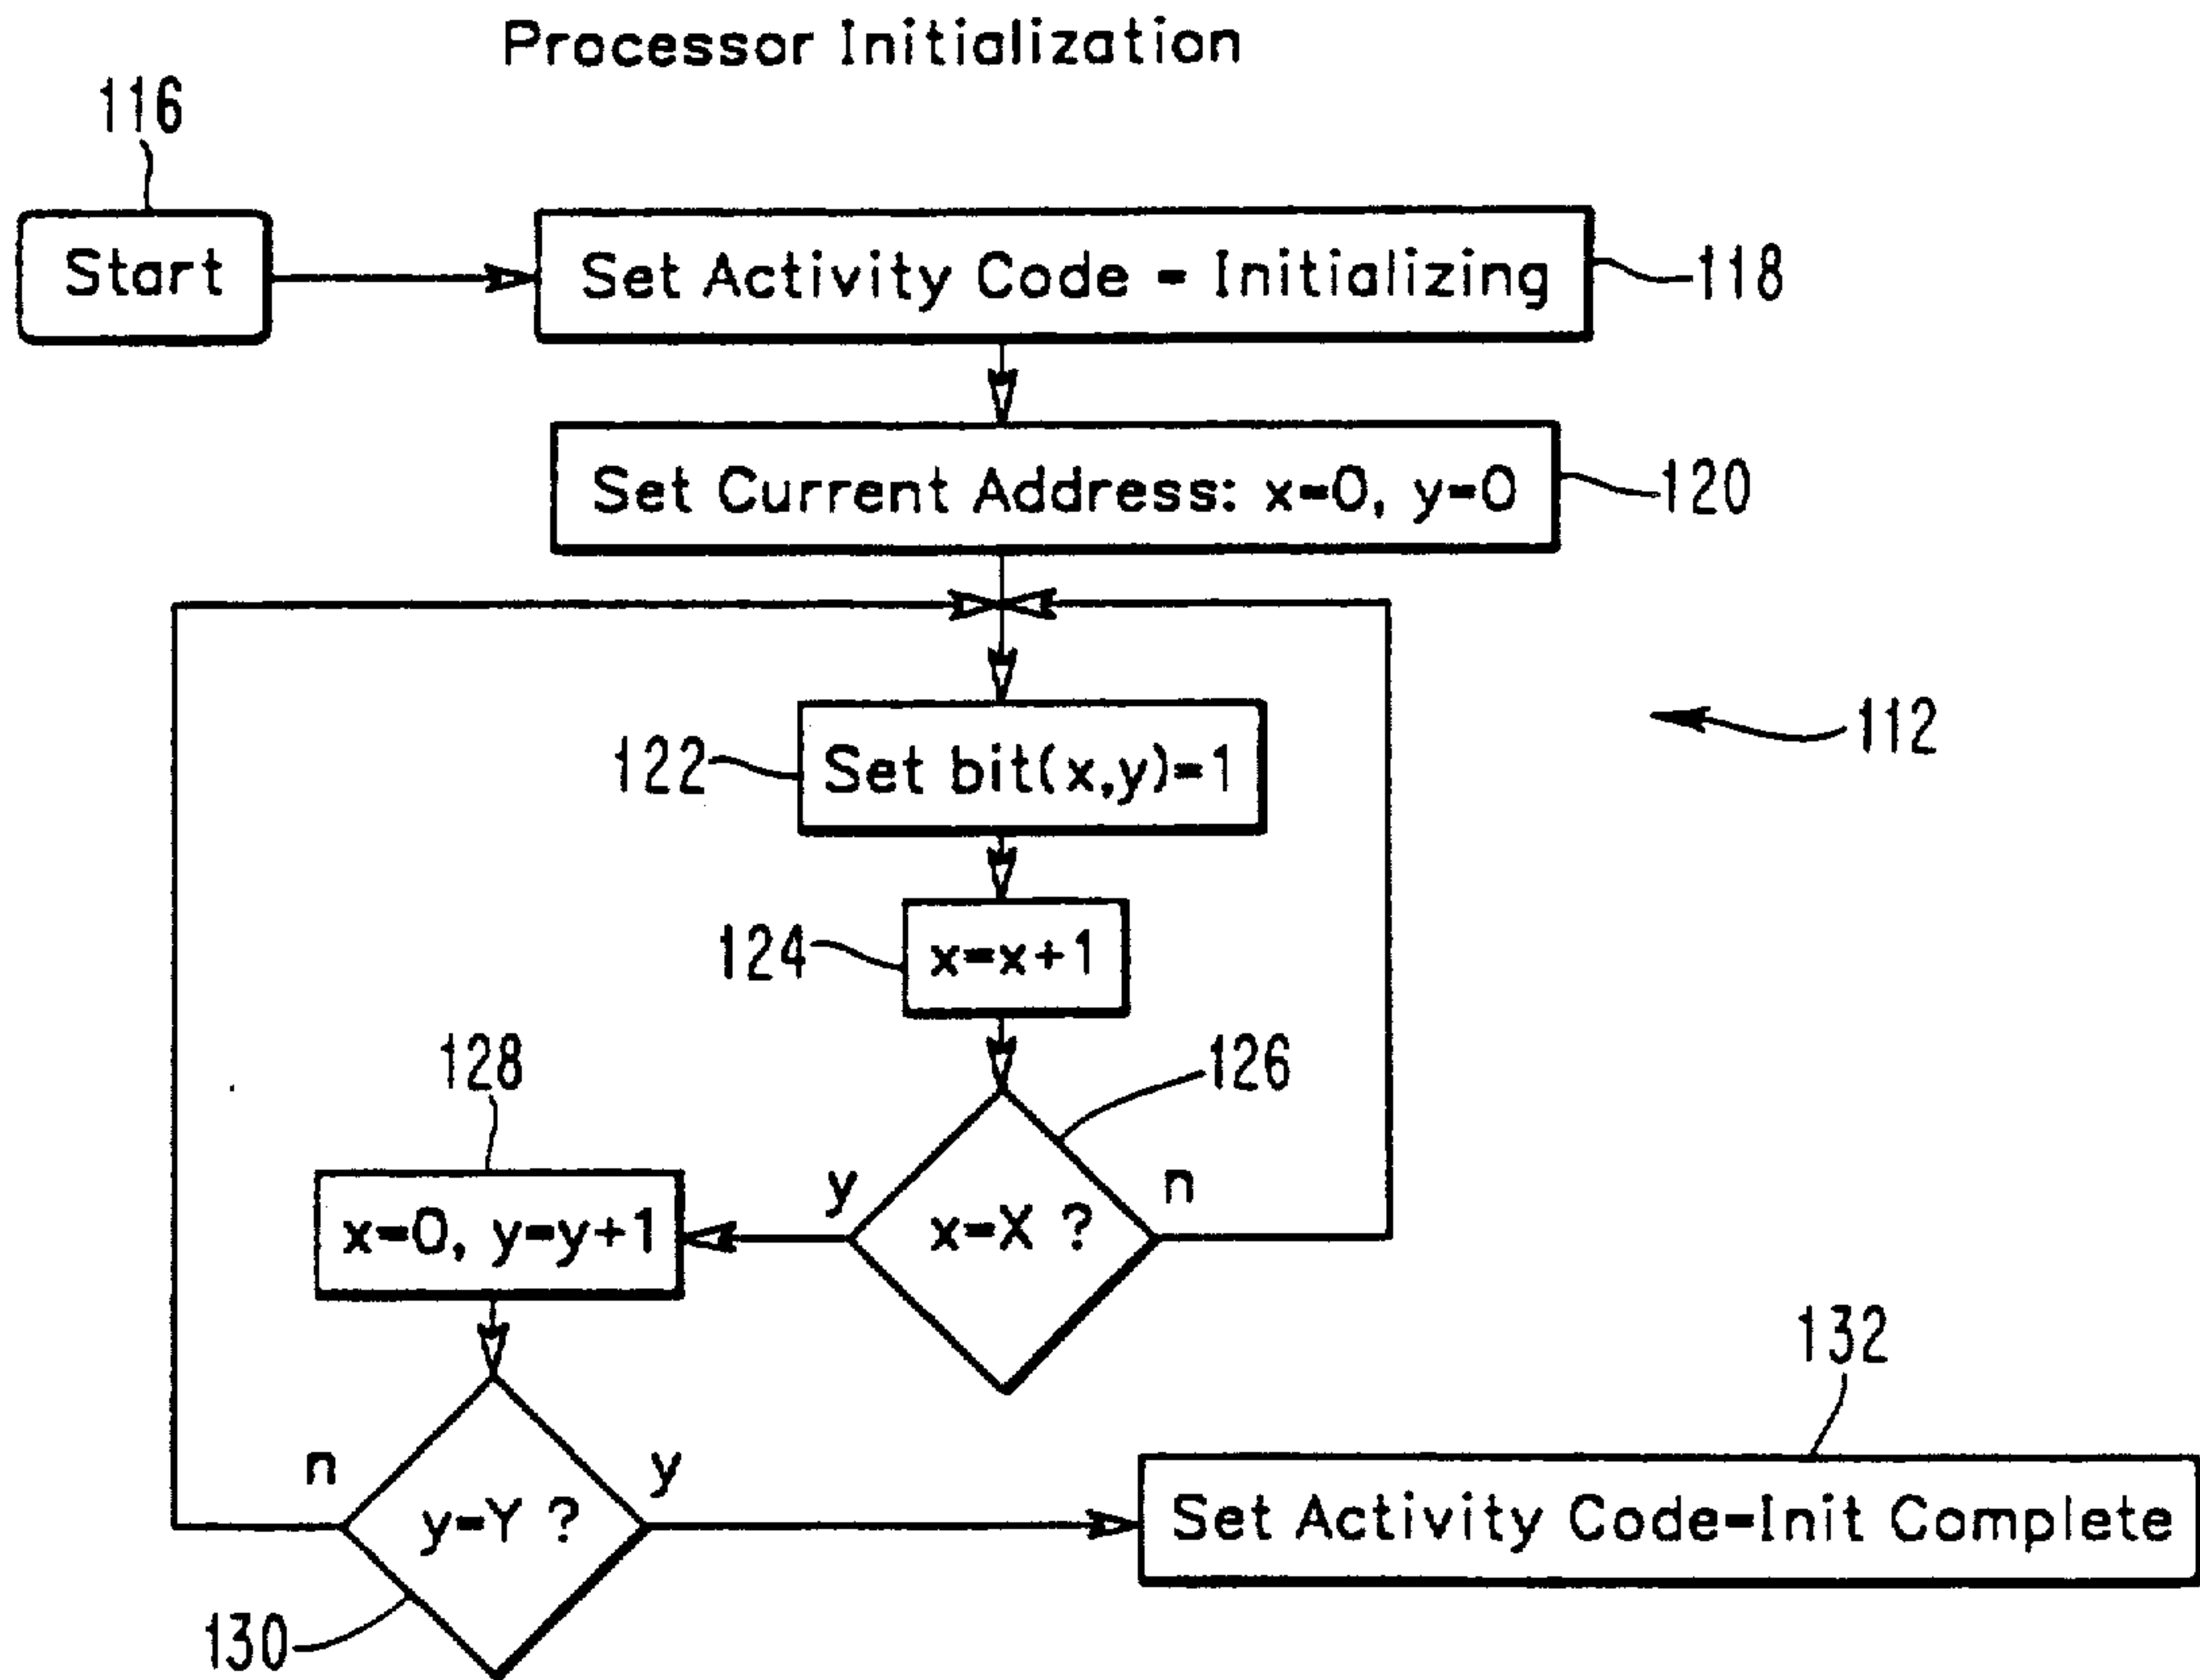 Processor Initialization
116
Start
Set Activity Code = Initializing
118
Set Current Address: x=0, y=0
120
122
Set bit(x,y)=1
112
124
x=x+1
128
126
x=0, y=y+1
y
x=X ?
n
132
n
y=Y ?
y
Set Activity Code=Init Complete
130